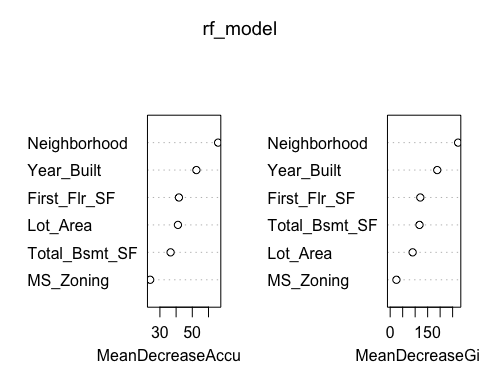 rf_model
Neighborhood
Year_Built
First_Flr_SF
Lot_Area
Total_Bsmt_SF
MS_Zoning
30 50
MeanDecreaseAccu
Neighborhood
Year_Built
First_Flr_SF
Total_Bsmt_SF
Lot_Area
MS_Zoning
0 150
MeanDecreaseGi